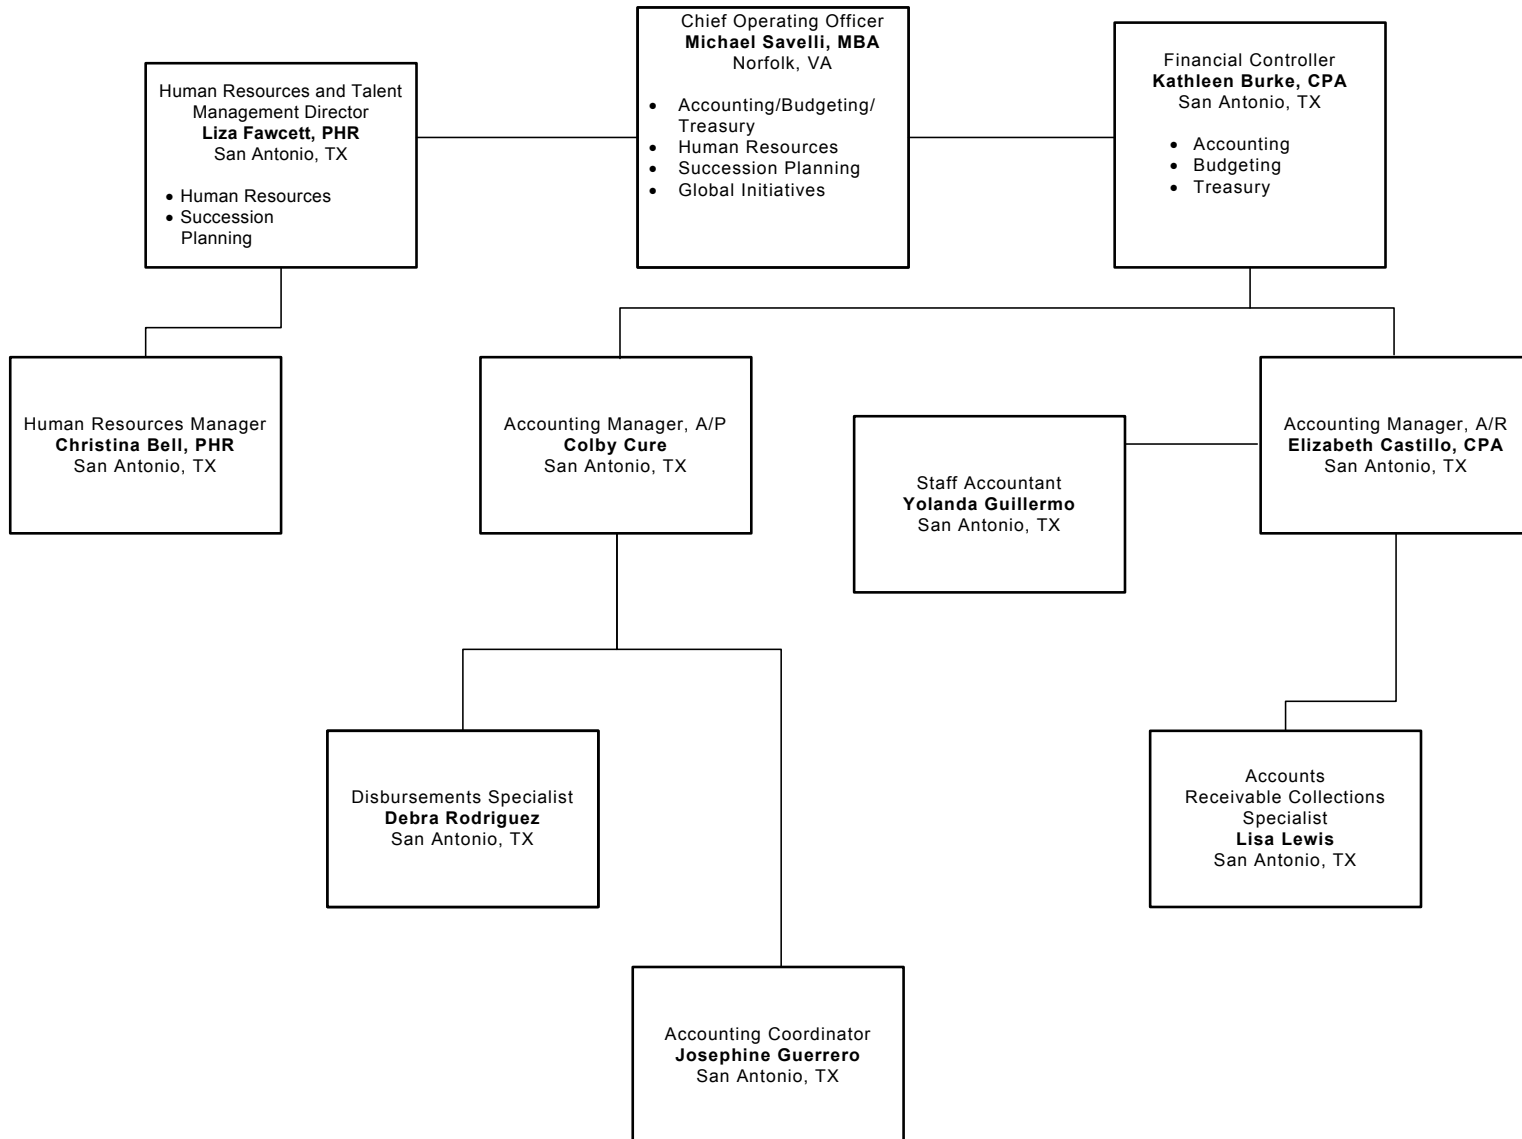 Chief Operating Officer
Michael Savelli, MBA
Norfolk, VA
• Accounting/Budgeting/
Treasury
• Human Resources
• Succession Planning
• Global Initiatives
Human Resources and Talent
Management Director
Liza Fawcett, PHR
San Antonio, TX
• Human Resources
• Succession
Planning
Financial Controller
Kathleen Burke, CPA
San Antonio, TX
• Accounting
• Budgeting
• Treasury
Human Resources Manager
Christina Bell, PHR
San Antonio, TX
Accounting Manager, A/P
Colby Cure
San Antonio, TX
Staff Accountant
Yolanda Guillermo
San Antonio, TX
Accounting Manager, A/R
Elizabeth Castillo, CPA
San Antonio, TX
Disbursements Specialist
Debra Rodriguez
San Antonio, TX
Accounts
Receivable Collections
Specialist
Lisa Lewis
San Antonio, TX
Accounting Coordinator
Josephine Guerrero
San Antonio, TX